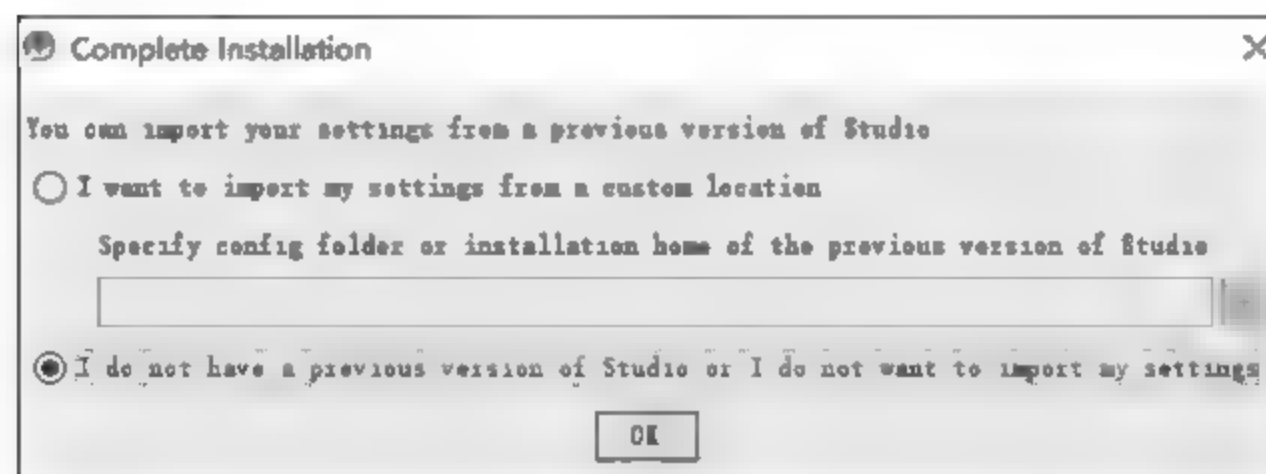 Complete Installation
You can import your settings from a previous version of Studio
I want to import my settings from a custom location
Specify config folder or installation home of the previous version of Studio
I do not have a previous version of Studio or I do not want to import my settings
OK